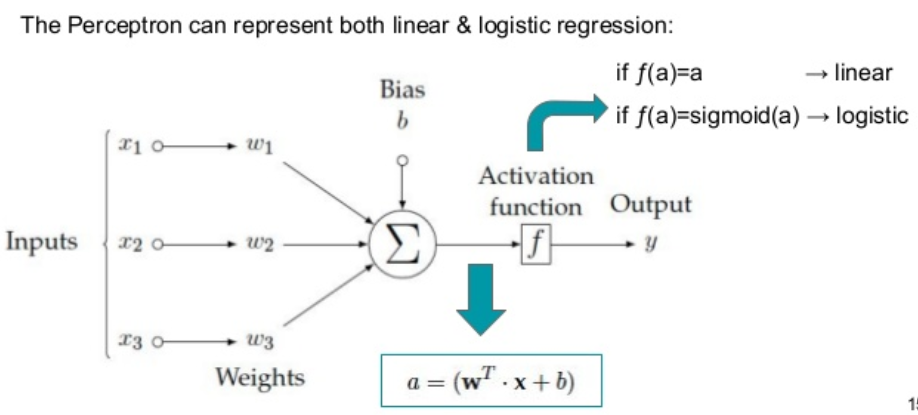 The Perceptron can represent both linear & logistic regression:
if f(a)=a → linear
if f(a)=sigmoid(a) → logistic
Bias
b
x1 w1
Activation
function
Output
Inputs
x2 w2
Σ
f
y
x3 w3
Weights
a = (w^T · x + b)